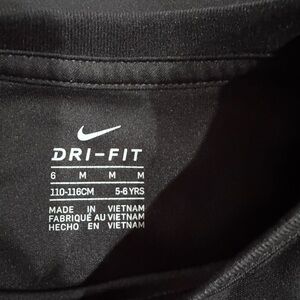 DRI-FIT
6 M M M
110-116CM 5-6 YRS
MADE IN VIETNAM
FABRIQUÉ AU VIETNAM
HECHO EN VIETNAM